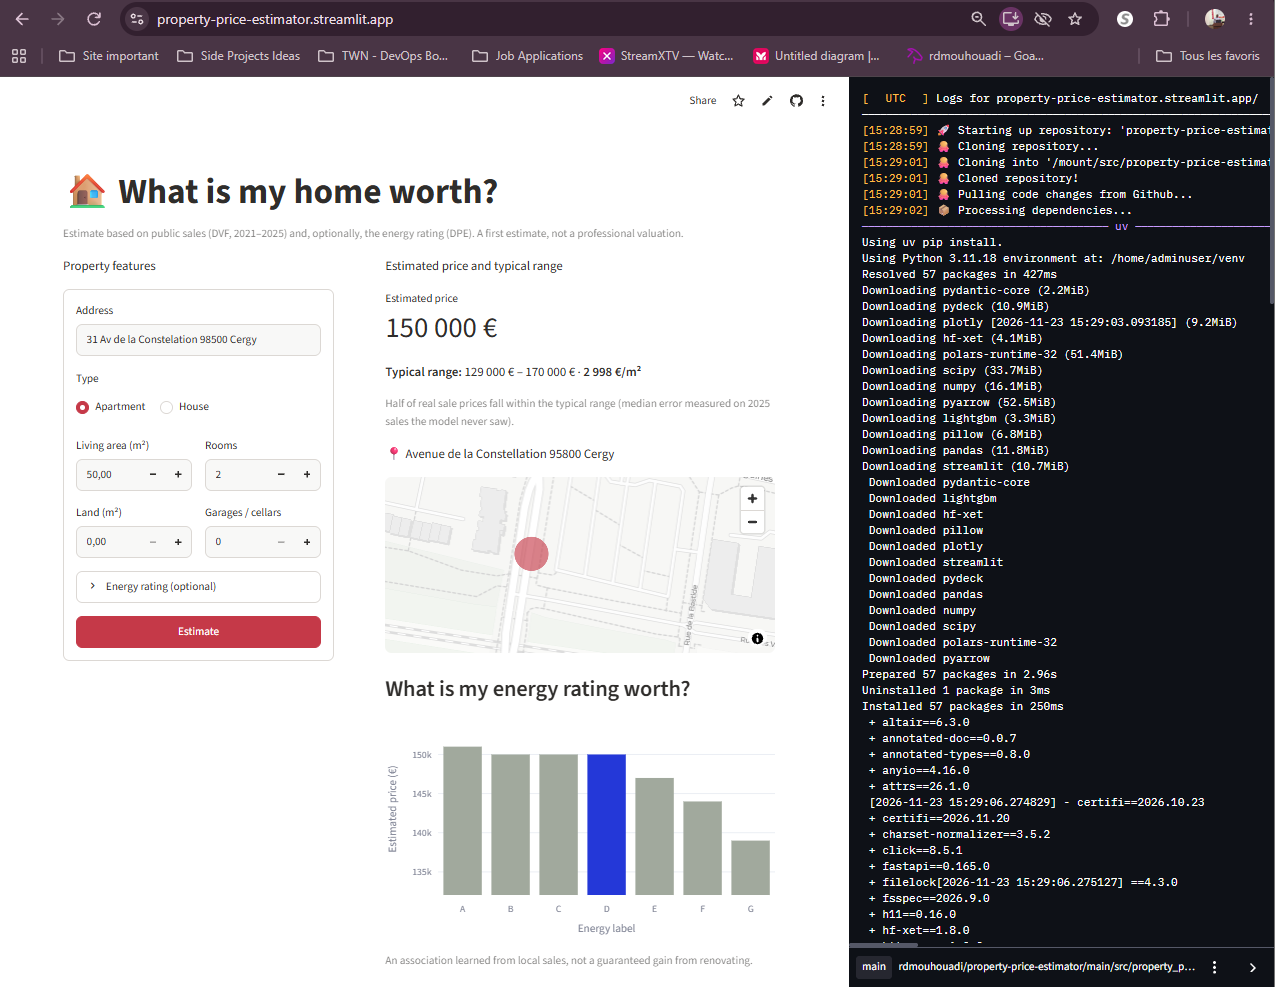 property-price-estimator.streamlit.app
Site important
Side Projects Ideas
TWN - DevOps Bo...
Job Applications
StreamXTV — Watc...
Untitled diagram |...
rdmouhouadi – Goa...
Tous les favoris
Share
What is my home worth?
Estimate based on public sales (DVF, 2021–2025) and, optionally, the energy rating (DPE). A first estimate, not a professional valuation.
Property features
Address
31 Av de la Constelation 98500 Cergy
Type
Apartment
House
Living area (m²)
Rooms
50,00
2
Land (m²)
Garages / cellars
0,00
0
Energy rating (optional)
Estimate
Estimated price and typical range
Estimated price
150 000 €
Typical range: 129 000 € – 170 000 € · 2 998 €/m²
Half of real sale prices fall within the typical range (median error measured on 2025
sales the model never saw).
Avenue de la Constellation 95800 Cergy
Rue de la Bastide
What is my energy rating worth?
Estimated price (€)
150k
145k
140k
135k
A B C D E F G
Energy label
An association learned from local sales, not a guaranteed gain from renovating.
[ UTC ] Logs for property-price-estimator.streamlit.app/
[15:28:59] 🚀 Starting up repository: 'property-price-estimat
[15:28:59] 🐙 Cloning repository...
[15:29:01] 🐙 Cloning into '/mount/src/property-price-estimat
[15:29:01] 🐙 Cloned repository!
[15:29:01] 🐙 Pulling code changes from Github...
[15:29:02] 📦 Processing dependencies...
uv
Using uv pip install.
Using Python 3.11.18 environment at: /home/adminuser/venv
Resolved 57 packages in 427ms
Downloading pydantic-core (2.2MiB)
Downloading pydeck (10.9MiB)
Downloading plotly [2026-11-23 15:29:03.093185] (9.2MiB)
Downloading hf-xet (4.1MiB)
Downloading polars-runtime-32 (51.4MiB)
Downloading scipy (33.7MiB)
Downloading numpy (16.1MiB)
Downloading pyarrow (52.5MiB)
Downloading lightgbm (3.3MiB)
Downloading pillow (6.8MiB)
Downloading pandas (11.8MiB)
Downloading streamlit (10.7MiB)
Downloaded pydantic-core
Downloaded lightgbm
Downloaded hf-xet
Downloaded pillow
Downloaded plotly
Downloaded streamlit
Downloaded pydeck
Downloaded pandas
Downloaded numpy
Downloaded scipy
Downloaded polars-runtime-32
Downloaded pyarrow
Prepared 57 packages in 2.96s
Uninstalled 1 package in 3ms
Installed 57 packages in 250ms
+ altair==6.3.0
+ annotated-doc==0.0.7
+ annotated-types==0.8.0
+ anyio==4.16.0
+ attrs==26.1.0
[2026-11-23 15:29:06.274829] - certifi==2026.10.23
+ certifi==2026.11.20
+ charset-normalizer==3.5.2
+ click==8.5.1
+ fastapi==0.165.0
+ filelock[2026-11-23 15:29:06.275127] ==4.3.0
+ fsspec==2026.9.0
+ h11==0.16.0
+ hf-xet==1.8.0
main
rdmouhouadi/property-price-estimator/main/src/property_p...